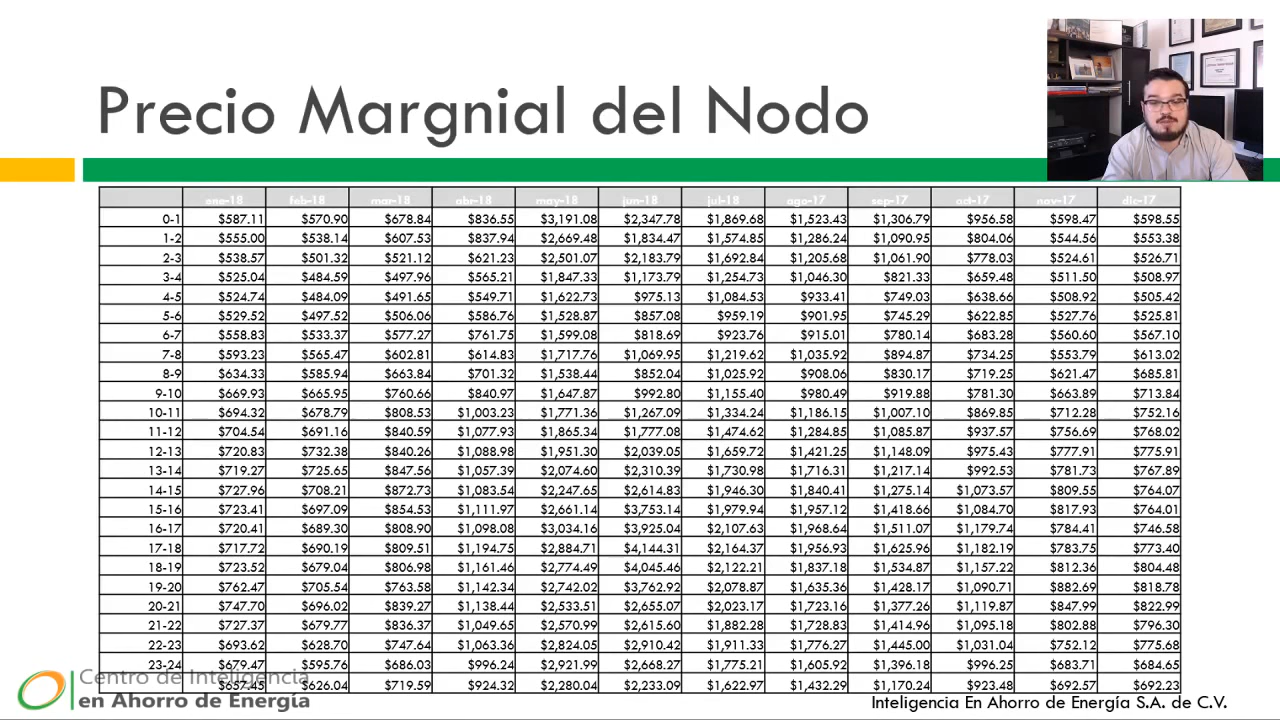 Precio Margnial del Nodo
ene-18 feb-18 mar-18 abr-18 may-18 jun-18 jul-18 ago-17 sep-17 oct-17 nov-17 dic-17
0-1 $587.11 $570.90 $678.84 $836.55 $3,191.08 $2,347.78 $1,869.68 $1,523.43 $1,306.79 $956.58 $598.47 $598.55
1-2 $555.00 $538.14 $607.53 $837.94 $2,669.48 $1,834.47 $1,574.85 $1,286.24 $1,090.95 $804.06 $544.56 $553.38
2-3 $538.57 $501.32 $521.12 $621.23 $2,501.07 $2,183.79 $1,692.84 $1,205.68 $1,061.90 $778.03 $524.61 $526.71
3-4 $525.04 $484.59 $497.96 $565.21 $1,847.33 $1,173.79 $1,254.73 $1,046.30 $821.33 $659.48 $511.50 $508.97
4-5 $524.74 $484.09 $491.65 $549.71 $1,622.73 $975.13 $1,084.53 $933.41 $749.03 $638.66 $508.92 $505.42
5-6 $529.52 $497.52 $506.06 $586.76 $1,528.87 $857.08 $959.19 $901.95 $745.29 $622.85 $527.76 $525.81
6-7 $558.83 $533.37 $577.27 $761.75 $1,599.08 $818.69 $923.76 $915.01 $780.14 $683.28 $560.60 $567.10
7-8 $593.23 $565.47 $602.81 $614.83 $1,717.76 $1,069.95 $1,219.62 $1,035.92 $894.87 $734.25 $553.79 $613.02
8-9 $634.33 $585.94 $663.84 $701.32 $1,538.44 $852.04 $1,025.92 $908.06 $830.17 $719.25 $621.47 $685.81
9-10 $669.93 $665.95 $760.66 $840.97 $1,647.87 $992.80 $1,155.40 $980.49 $919.88 $781.30 $663.89 $713.84
10-11 $694.32 $678.79 $808.53 $1,003.23 $1,771.36 $1,267.09 $1,334.24 $1,186.15 $1,007.10 $869.85 $712.28 $752.16
11-12 $704.54 $691.16 $840.59 $1,077.93 $1,865.34 $1,777.08 $1,474.62 $1,284.85 $1,085.87 $937.57 $756.69 $768.02
12-13 $720.83 $732.38 $840.26 $1,088.98 $1,951.30 $2,039.05 $1,659.72 $1,421.25 $1,148.09 $975.43 $777.91 $775.91
13-14 $719.27 $725.65 $847.56 $1,057.39 $2,074.60 $2,310.39 $1,730.98 $1,716.31 $1,217.14 $992.53 $781.73 $767.89
14-15 $727.96 $708.21 $872.73 $1,083.54 $2,247.65 $2,614.83 $1,946.30 $1,840.41 $1,275.14 $1,073.57 $809.55 $764.07
15-16 $723.41 $697.09 $854.53 $1,111.97 $2,661.14 $3,753.14 $1,979.94 $1,957.12 $1,418.66 $1,084.70 $817.93 $764.01
16-17 $720.41 $689.30 $808.90 $1,098.08 $3,034.16 $3,925.04 $2,107.63 $1,968.64 $1,511.07 $1,179.74 $784.41 $746.58
17-18 $717.72 $690.19 $809.51 $1,194.75 $2,884.71 $4,144.31 $2,164.37 $1,956.93 $1,625.96 $1,182.19 $783.75 $773.40
18-19 $723.52 $679.04 $806.98 $1,161.46 $2,774.49 $4,045.46 $2,122.21 $1,837.18 $1,534.87 $1,157.22 $812.36 $804.48
19-20 $762.47 $705.54 $763.58 $1,142.34 $2,742.02 $3,762.92 $2,078.87 $1,635.36 $1,428.17 $1,090.71 $882.69 $818.78
20-21 $747.70 $696.02 $839.27 $1,138.44 $2,533.51 $2,655.07 $2,023.17 $1,723.16 $1,377.26 $1,119.87 $847.99 $822.99
21-22 $727.37 $679.77 $836.37 $1,049.65 $2,570.99 $2,615.60 $1,882.28 $1,728.83 $1,414.96 $1,095.18 $802.88 $796.30
22-23 $693.62 $628.70 $747.64 $1,063.36 $2,824.05 $2,910.42 $1,911.33 $1,776.27 $1,445.00 $1,031.04 $752.12 $775.68
23-24 $679.47 $595.76 $686.03 $996.24 $2,921.99 $2,668.27 $1,775.21 $1,605.92 $1,396.18 $996.25 $683.71 $684.65
$657.45 $626.04 $719.59 $924.32 $2,280.04 $2,233.09 $1,622.97 $1,432.29 $1,170.24 $923.48 $692.57 $692.23
Centro de Inteligencia
en Ahorro de Energía
Inteligencia En Ahorro de Energía S.A. de C.V.